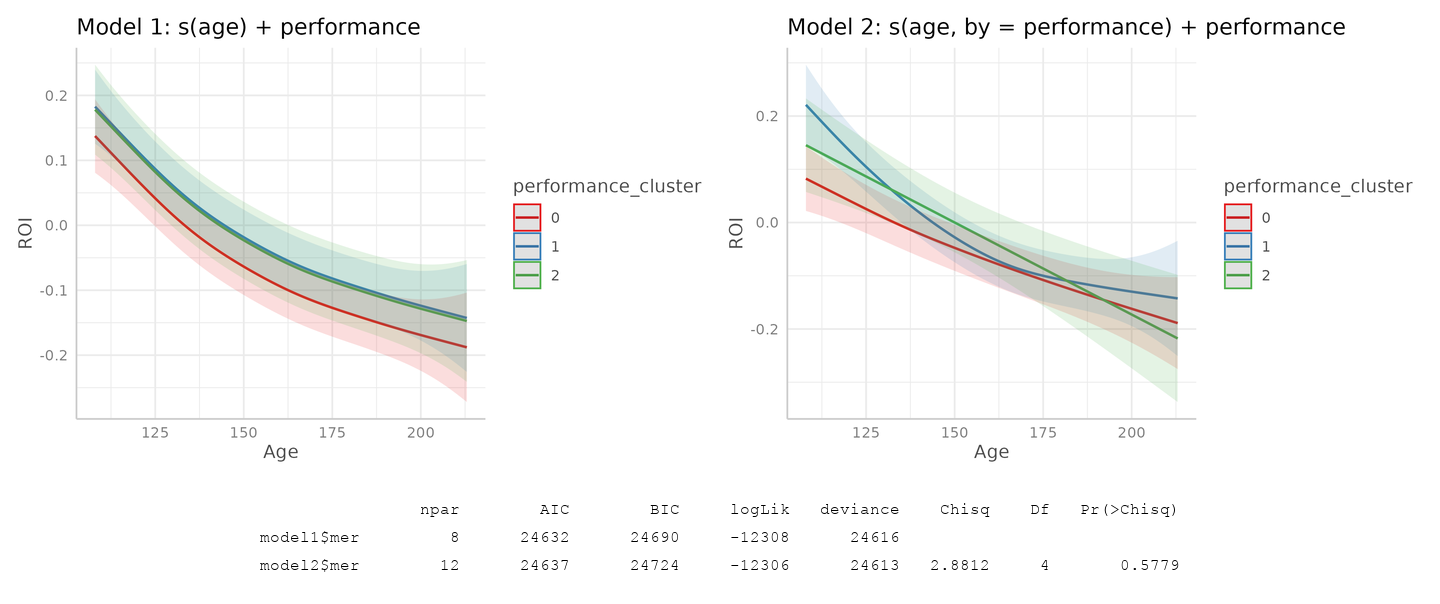 Model 1: s(age) + performance
0.2
0.1
0.0
-0.1
-0.2
ROI
125 150 175 200
Age
performance_cluster
0
1
2
Model 2: s(age, by = performance) + performance
0.2
0.0
-0.2
ROI
125 150 175 200
Age
performance_cluster
0
1
2
npar AIC BIC logLik deviance Chisq Df Pr(>Chisq)
model1$mer 8 24632 24690 -12308 24616
model2$mer 12 24637 24724 -12306 24613 2.8812 4 0.5779